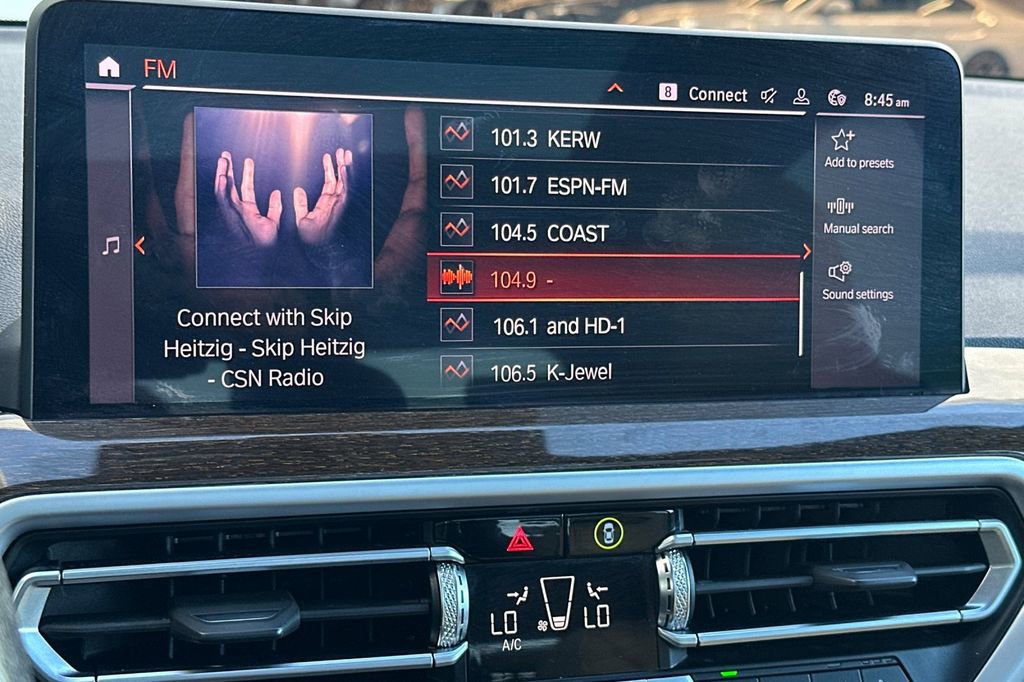 FM
8 Connect 8:45 am
101.3 KERW
101.7 ESPN-FM
104.5 COAST
104.9 -
106.1 and HD-1
106.5 K-Jewel
Connect with Skip
Heitzig - Skip Heitzig
- CSN Radio
Add to presets
Manual search
Sound settings
LO LO
A/C